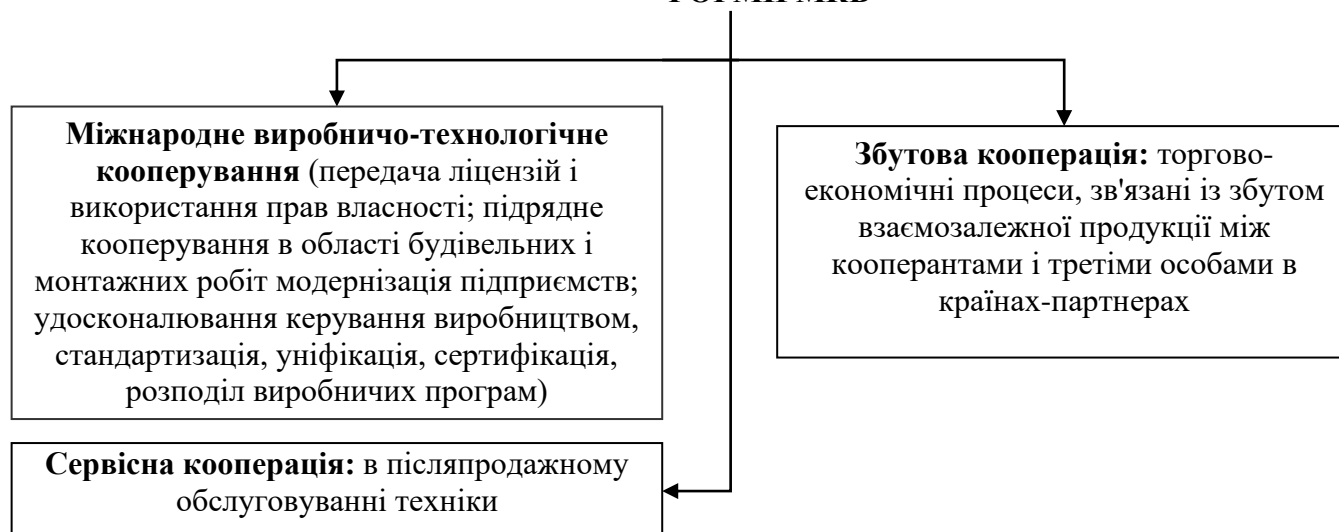 ФОРМИ МКВ
Міжнародне виробничо-технологічне
кооперування (передача ліцензій і
використання прав власності; підрядне
кооперування в області будівельних і
монтажних робіт модернізація підприємств;
удосконалювання керування виробництвом,
стандартизація, уніфікація, сертифікація,
розподіл виробничих програм)
Збутова кооперація: торгово-
економічні процеси, зв'язані із збутом
взаємозалежної продукції між
кооперантами і третіми особами в
країнах-партнерах
Сервісна кооперація: в післяпродажному
обслуговуванні техніки